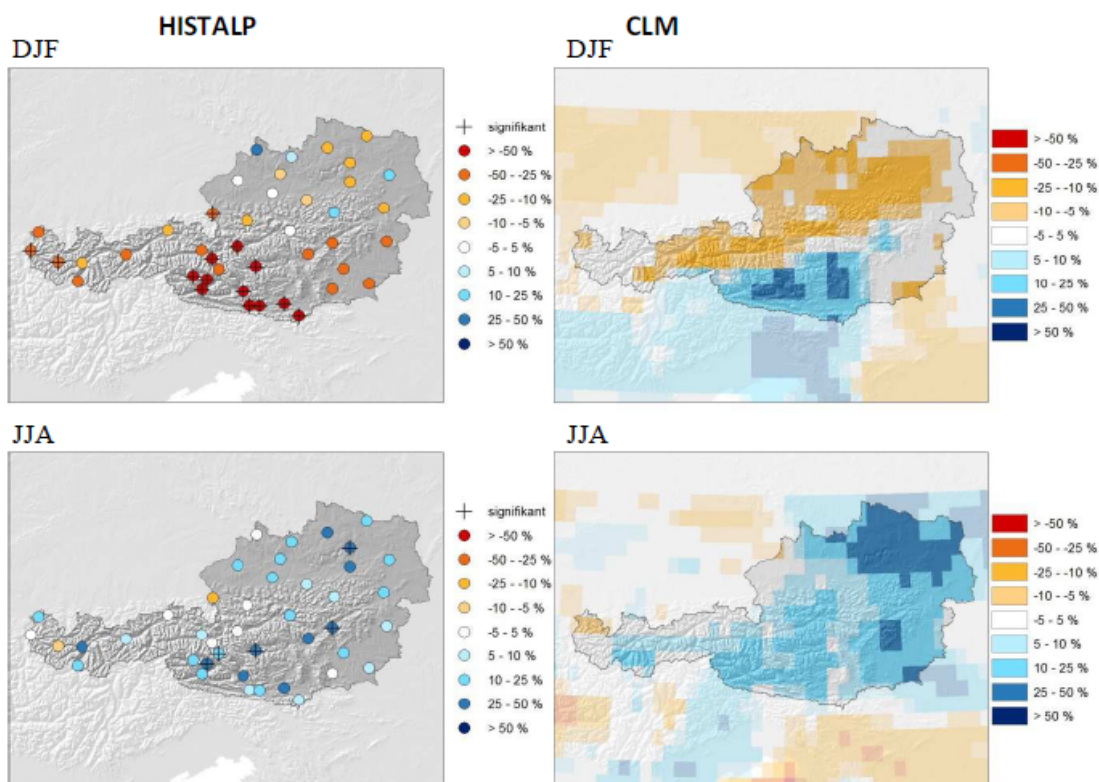 HISTALP
CLM
DJF
DJF
signifikant
> -50 %
-50 - -25 %
-25 - -10 %
-10 - -5 %
-5 - 5 %
5 - 10 %
10 - 25 %
25 - 50 %
> 50 %
> -50 %
-50 - -25 %
-25 - -10 %
-10 - -5 %
-5 - 5 %
5 - 10 %
10 - 25 %
25 - 50 %
> 50 %
JJA
JJA
signifikant
> -50 %
-50 - -25 %
-25 - -10 %
-10 - -5 %
-5 - 5 %
5 - 10 %
10 - 25 %
25 - 50 %
> 50 %
> -50 %
-50 - -25 %
-25 - -10 %
-10 - -5 %
-5 - 5 %
5 - 10 %
10 - 25 %
25 - 50 %
> 50 %